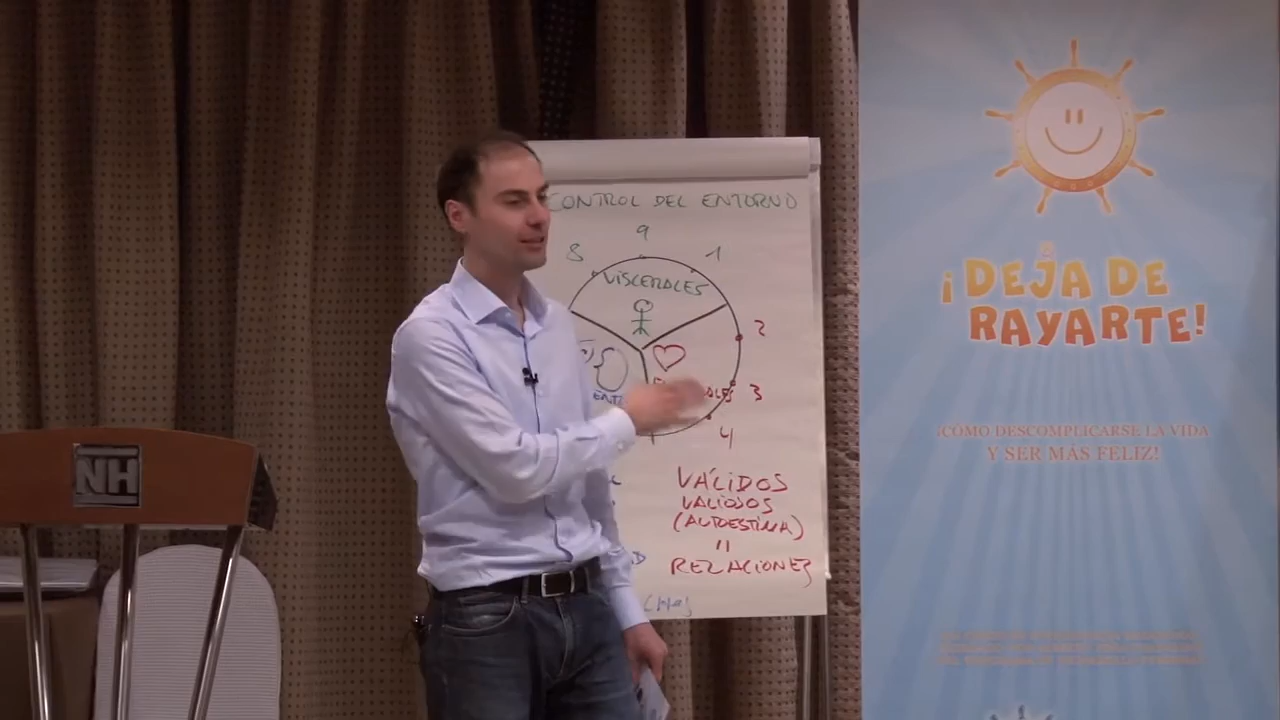 NH
CONTROL DEL ENTORNO
9
8
1
VISCERALES
2
3
4
VÁLIDOS
VALIOSOS
(AUTOESTIMA)
RELACIONES
¡DEJA DE
RAYARTE!
¡CÓMO DESCOMPLICARSE LA VIDA
Y SER MÁS FELIZ!